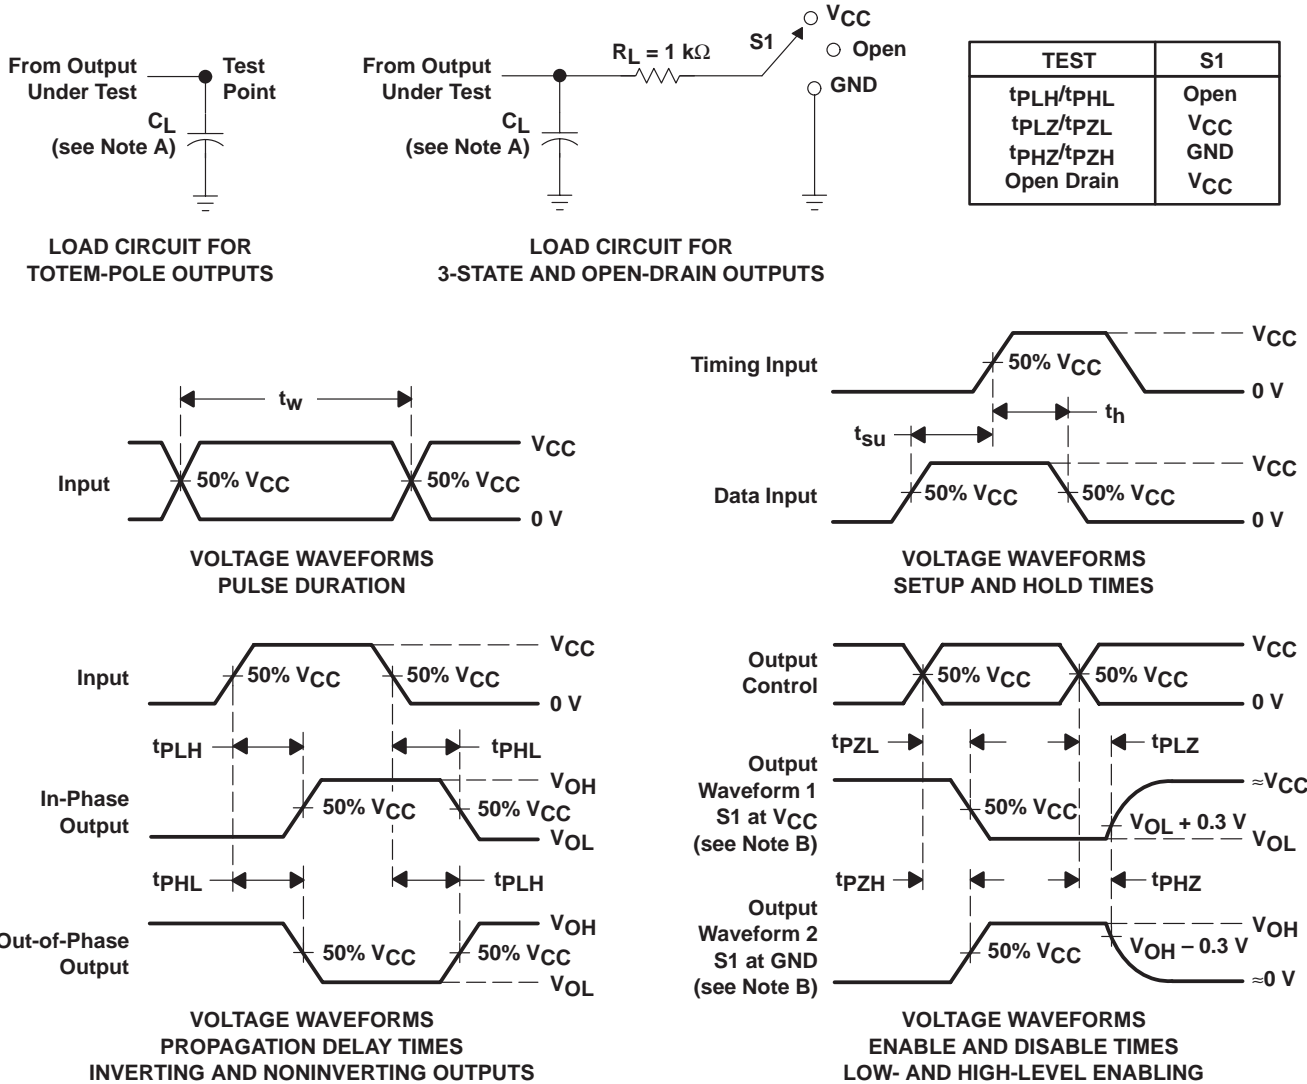 From Output
Under Test
Test
Point
CL
(see Note A)
LOAD CIRCUIT FOR
TOTEM-POLE OUTPUTS
From Output
Under Test
RL = 1 kΩ
S1
VCC
Open
GND
CL
(see Note A)
LOAD CIRCUIT FOR
3-STATE AND OPEN-DRAIN OUTPUTS
TEST S1
tPLH/tPHL Open
tPLZ/tPZL VCC
tPHZ/tPZH GND
Open Drain VCC
tw
Input
50% VCC
50% VCC
VCC
0 V
VOLTAGE WAVEFORMS
PULSE DURATION
Timing Input
50% VCC
VCC
0 V
tsu
th
Data Input
50% VCC
50% VCC
VCC
0 V
VOLTAGE WAVEFORMS
SETUP AND HOLD TIMES
Input
50% VCC
50% VCC
VCC
0 V
tPLH
tPHL
In-Phase
Output
50% VCC
50% VCC
VOH
VOL
tPHL
tPLH
Out-of-Phase
Output
50% VCC
50% VCC
VOH
VOL
VOLTAGE WAVEFORMS
PROPAGATION DELAY TIMES
INVERTING AND NONINVERTING OUTPUTS
Output
Control
50% VCC
50% VCC
VCC
0 V
tPZL
tPLZ
Output
Waveform 1
S1 at VCC
(see Note B)
50% VCC
VOL + 0.3 V
≈VCC
VOL
tPZH
tPHZ
Output
Waveform 2
S1 at GND
(see Note B)
50% VCC
VOH − 0.3 V
VOH
≈0 V
VOLTAGE WAVEFORMS
ENABLE AND DISABLE TIMES
LOW- AND HIGH-LEVEL ENABLING